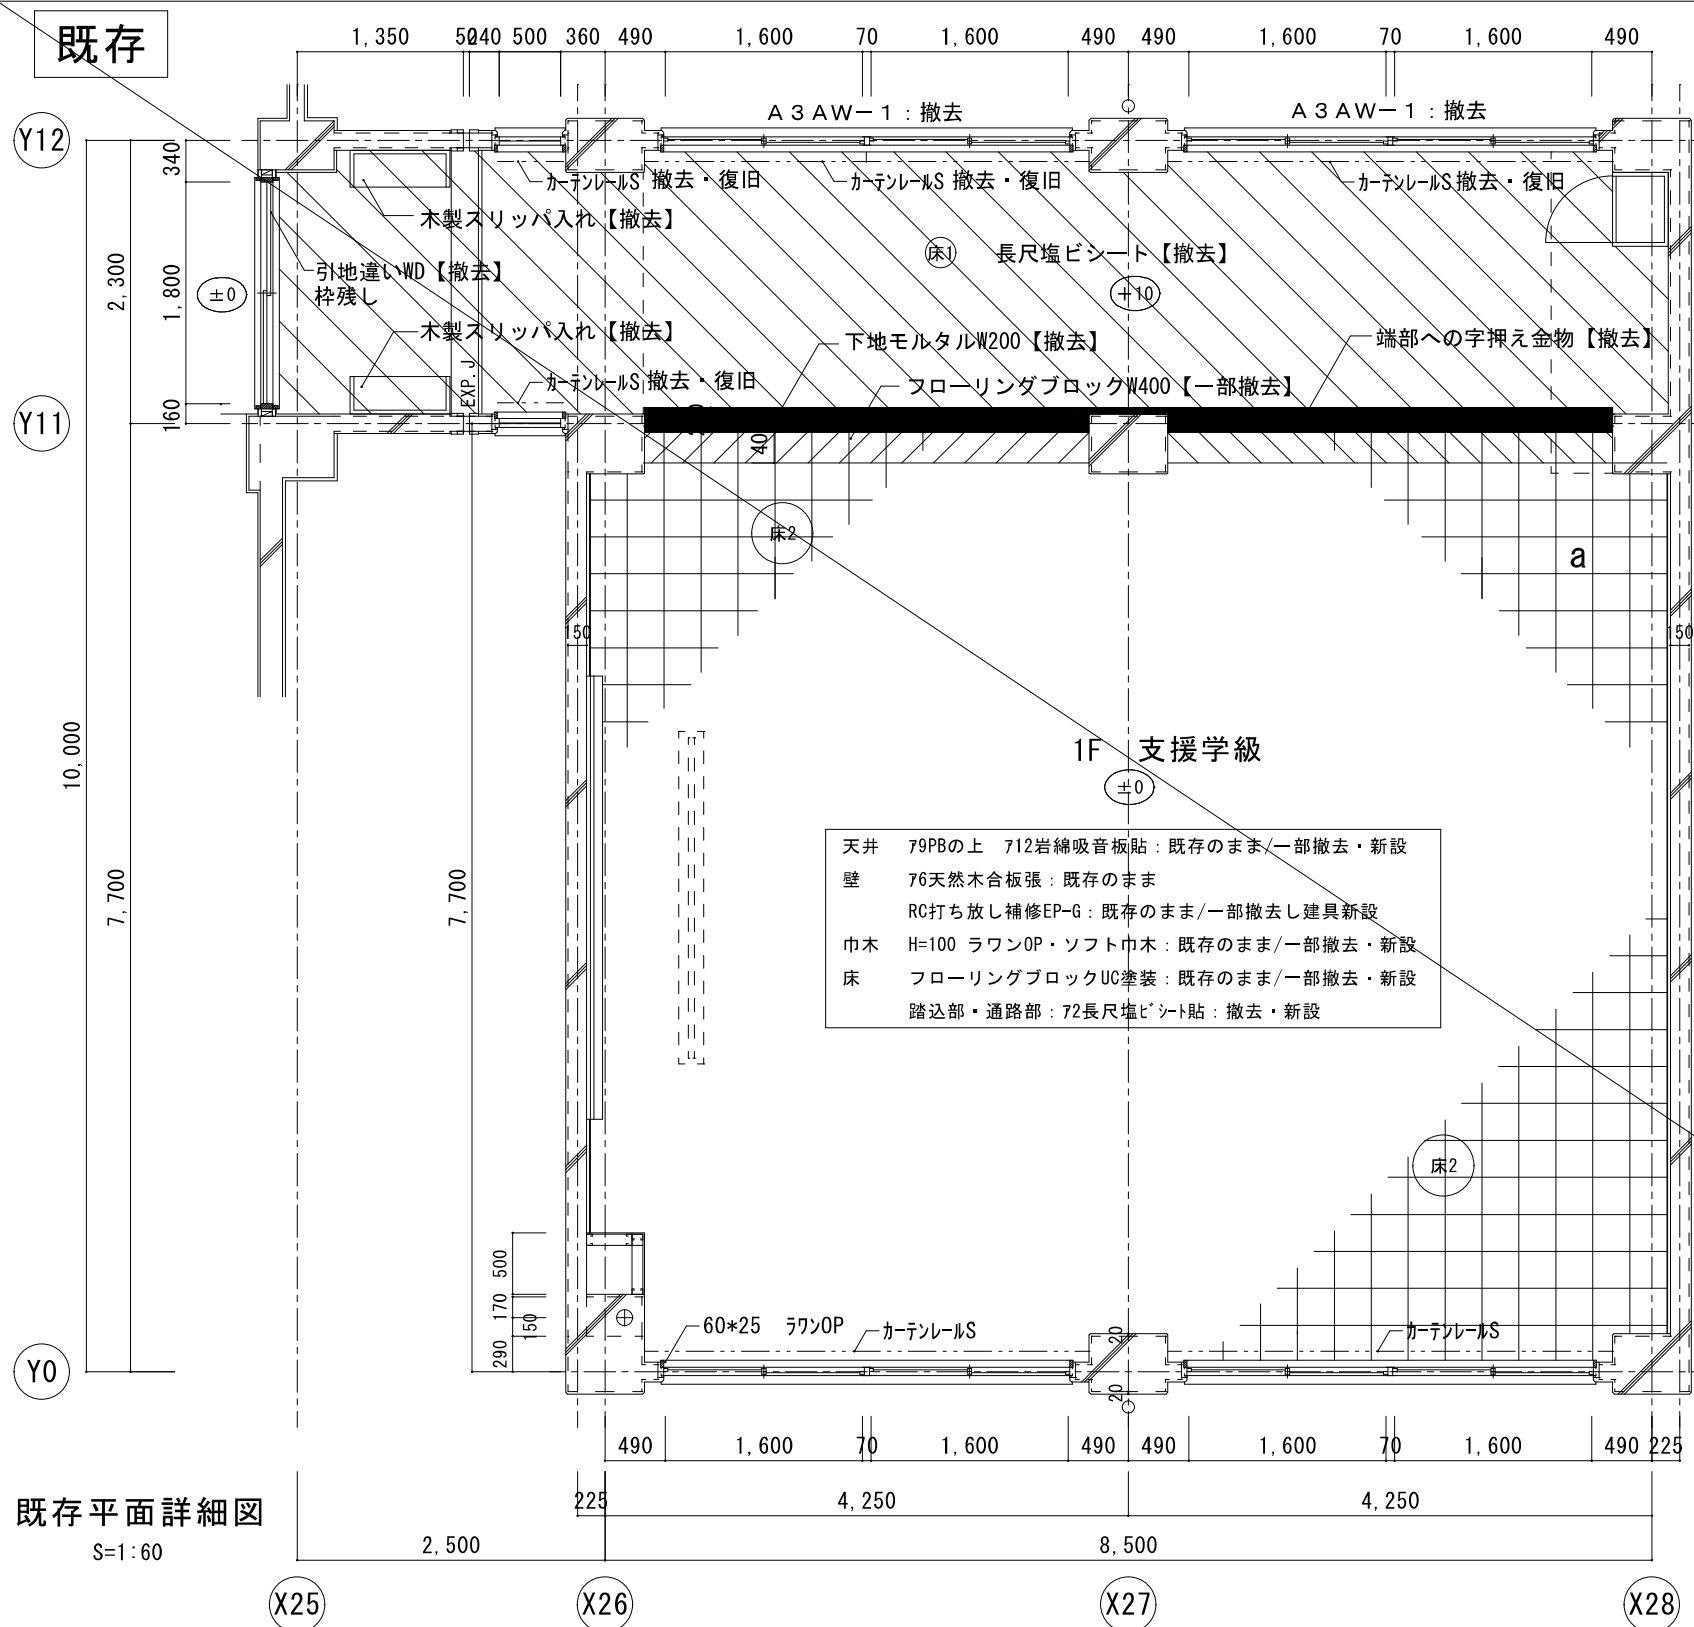 既存
1,350 50 240 500 360 490 1,600 70 1,600 490 490 1,600 70 1,600 490
A3AW-1：撤去
A3AW-1：撤去
Y12
340
カーテンレールS 撤去・復旧
カーテンレールS 撤去・復旧
カーテンレールS 撤去・復旧
木製スリッパ入れ【撤去】
床1
長尺塩ビシート【撤去】
引地違いWD【撤去】
枠残し
±0
+10
2,300
1,800
木製スリッパ入れ【撤去】
下地モルタルW200【撤去】
端部への字押え金物【撤去】
カーテンレールS 撤去・復旧
フローリングブロックW400【一部撤去】
EXP.J
Y11
160
40
床2
a
150
150
10,000
7,700
7,700
1F 支援学級
±0
天井 ｱ9PBの上 ｱ12岩綿吸音板貼：既存のまま/一部撤去・新設
壁 ｱ6天然木合板張：既存のまま
RC打ち放し補修EP-G：既存のまま/一部撤去し建具新設
巾木 H=100 ラワンOP・ソフト巾木：既存のまま/一部撤去・新設
床 フローリングブロックUC塗装：既存のまま/一部撤去・新設
踏込部・通路部：ｱ2長尺塩ﾋﾞｼｰﾄ貼：撤去・新設
床2
500
170
150
290
60*25 ﾗﾜﾝOP
カーテンレールS
20
カーテンレールS
Y0
20
490 1,600 70 1,600 490 490 1,600 70 1,600 490 225
既存平面詳細図
S=1:60
225 4,250 4,250
2,500 8,500
X25 X26 X27 X28